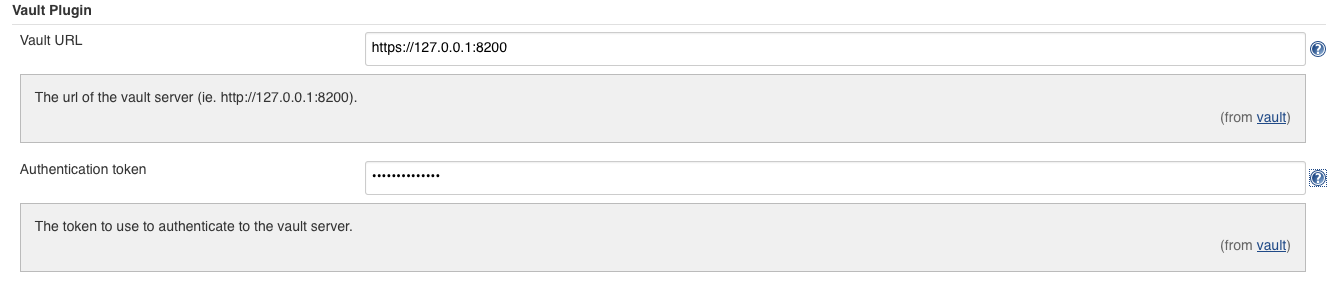 Vault Plugin
Vault URL
https://127.0.0.1:8200
The url of the vault server (ie. http://127.0.0.1:8200).
(from vault)
Authentication token
••••••••••••••
The token to use to authenticate to the vault server.
(from vault)